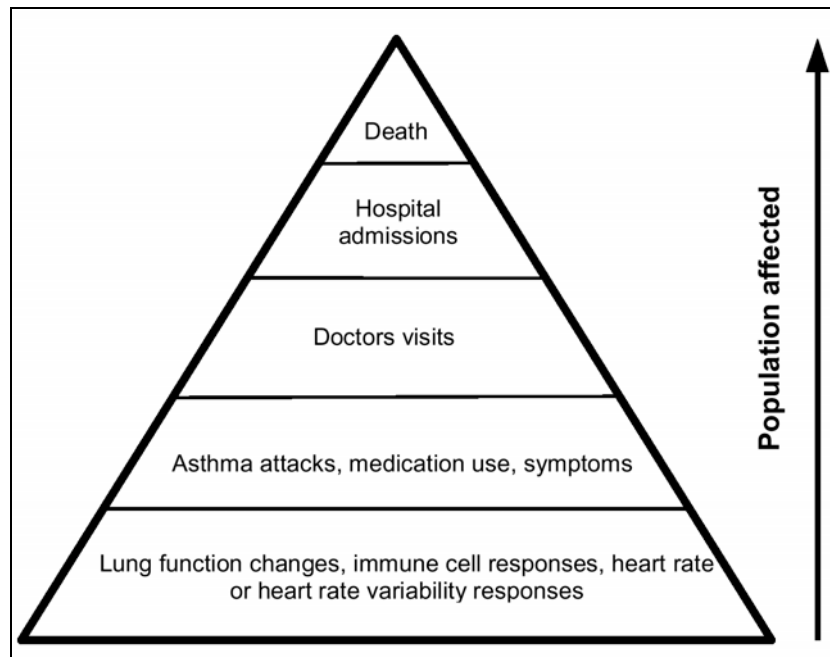 Death
Hospital
admissions
Doctors visits
Asthma attacks, medication use, symptoms
Lung function changes, immune cell responses, heart rate
or heart rate variability responses
Population affected